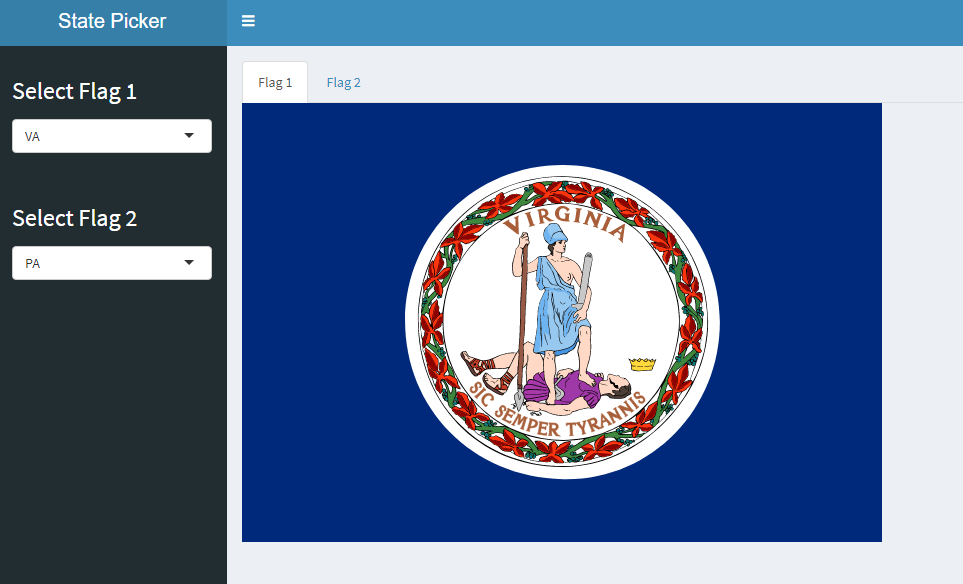 State Picker
Select Flag 1
VA
Select Flag 2
PA
Flag 1
Flag 2
VIRGINIA
SIC SEMPER TYRANNIS